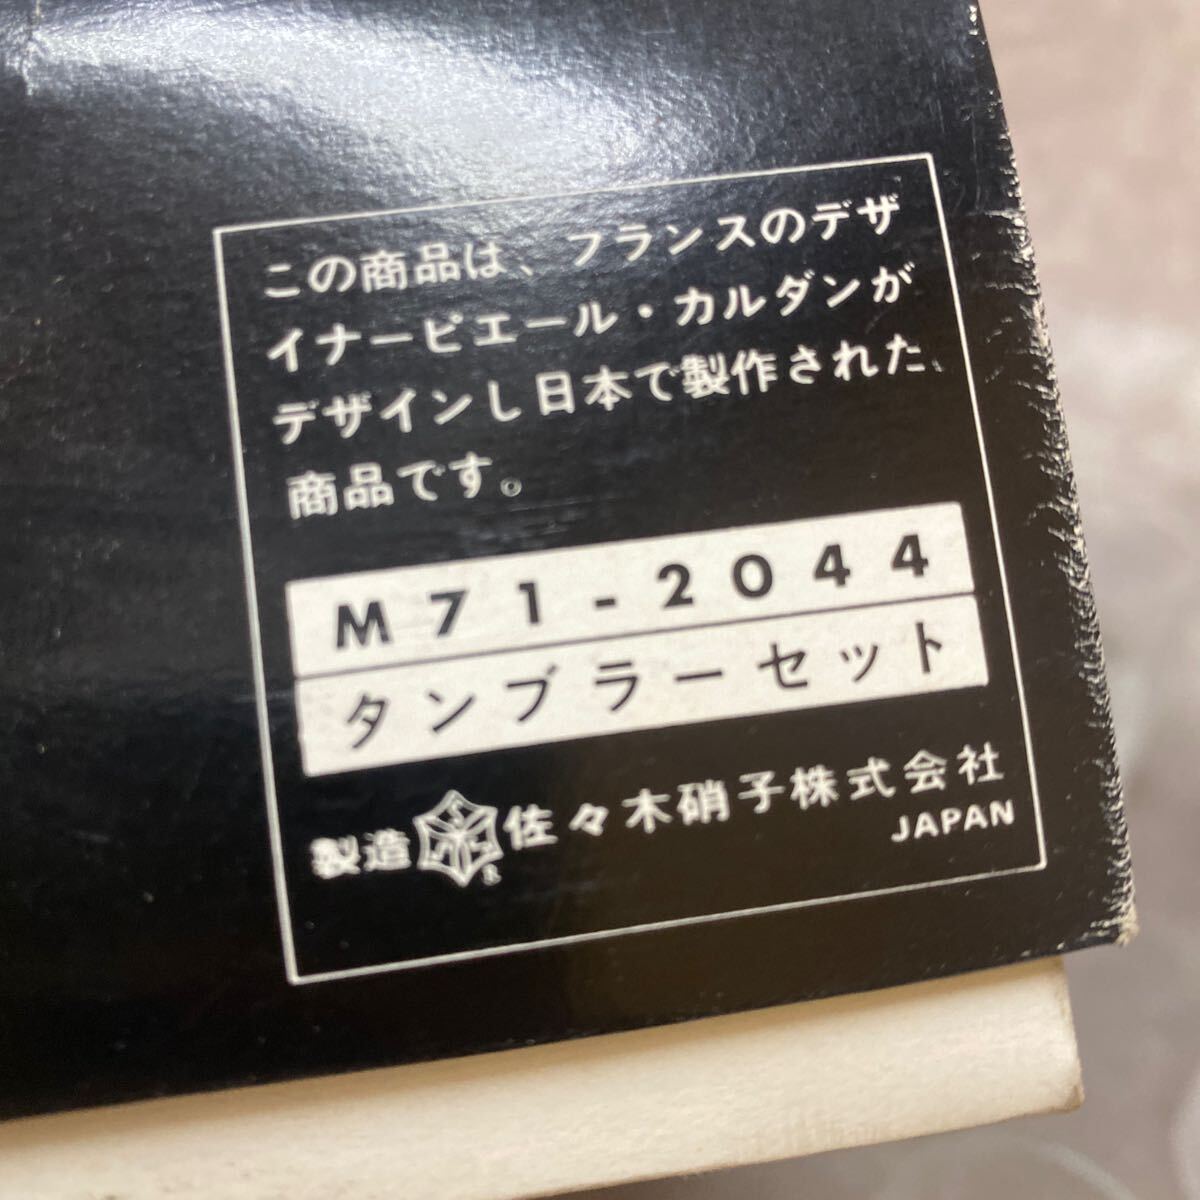 この商品は、フランスのデザ
イナーピエール・カルダンが
デザインし日本で製作された
商品です。
M71-2044
タンブラーセット
製造 佐々木硝子株式会社
JAPAN